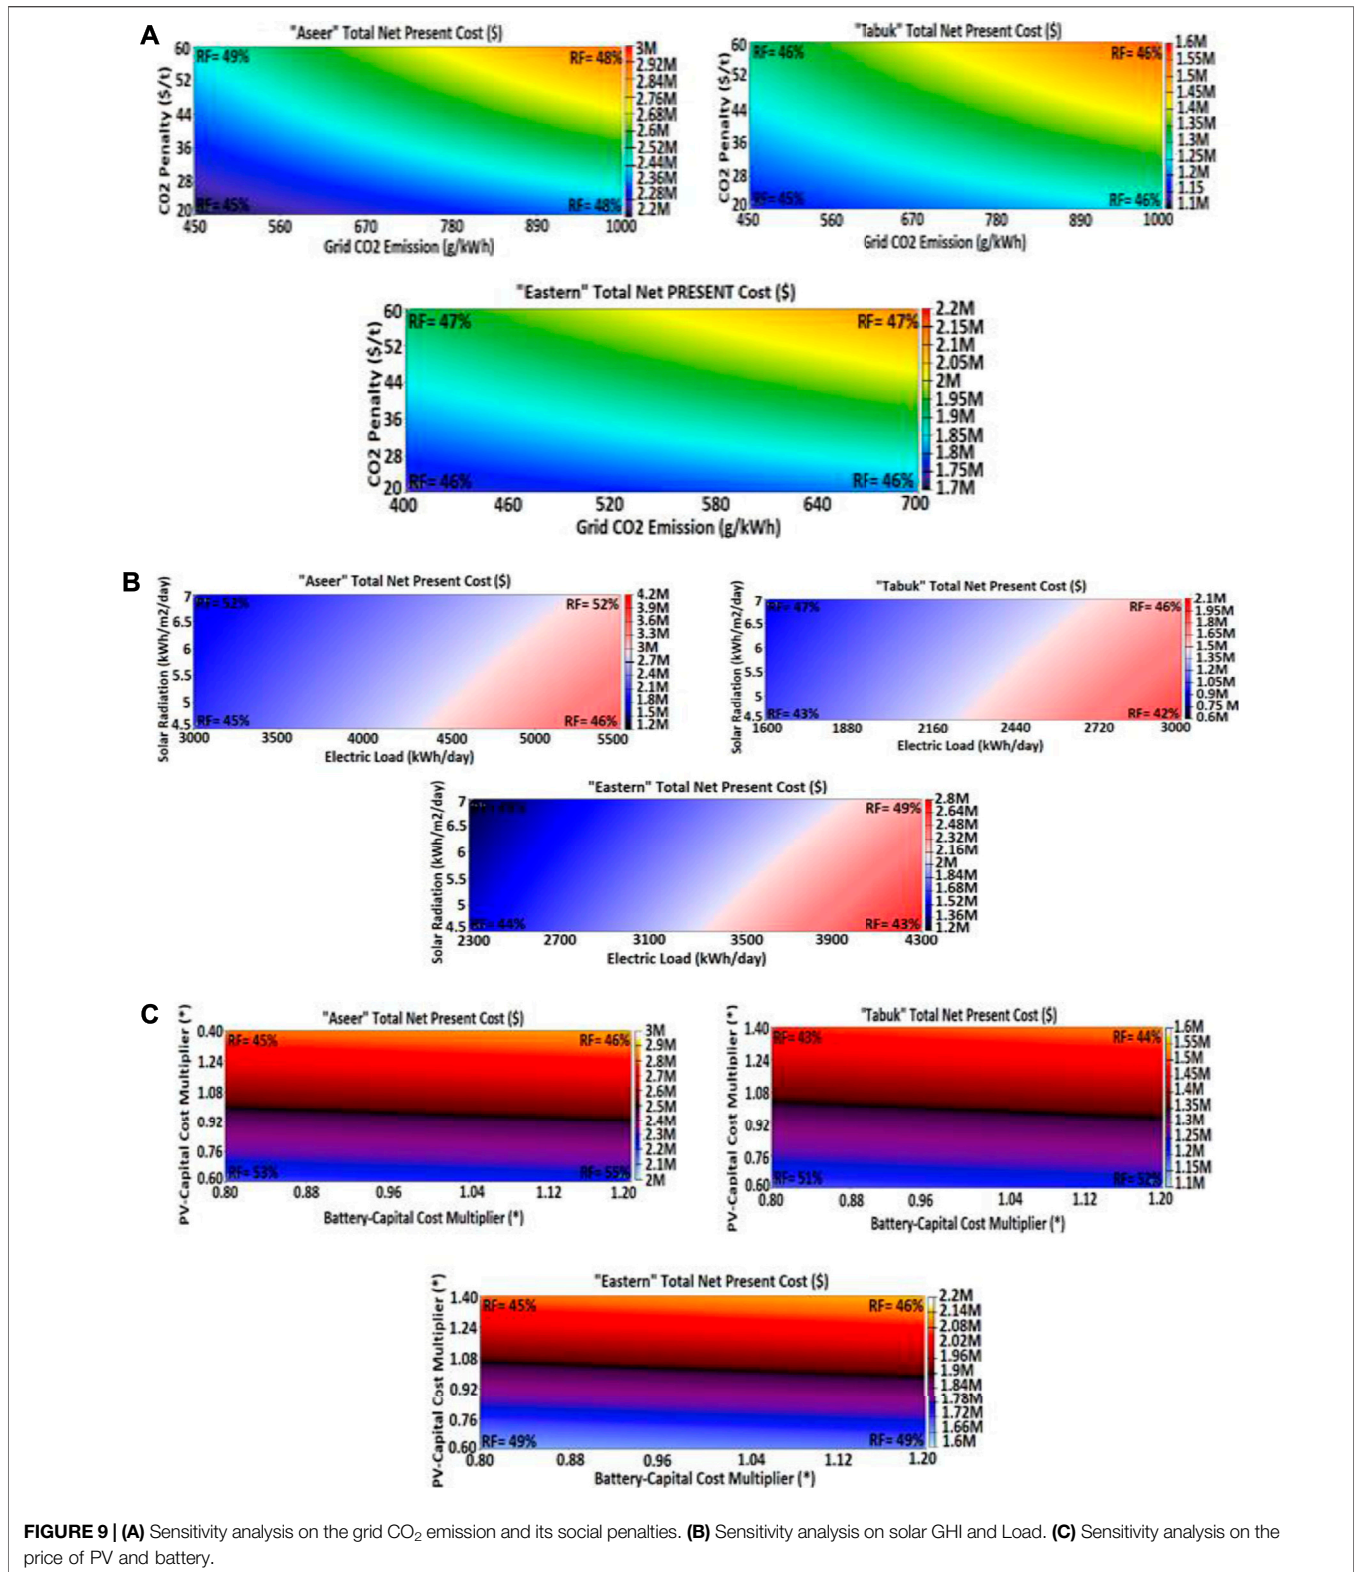 A
"Aseer" Total Net Present Cost ($)
CO2 Penalty ($/t)
60
52
44
36
28
20
RF= 49%
RF= 48%
RF= 45%
RF= 48%
3M
2.92M
2.84M
2.76M
2.68M
2.6M
2.52M
2.44M
2.36M
2.28M
2.2M
450 560 670 780 890 1000
Grid CO2 Emission (g/kWh)
"Tabuk" Total Net Present Cost ($)
CO2 Penalty ($/t)
60
52
44
36
28
20
RF= 46%
RF= 46%
RF= 45%
RF= 46%
1.6M
1.55M
1.5M
1.45M
1.4M
1.35M
1.3M
1.25M
1.2M
1.15
1.1M
450 560 670 780 890 1000
Grid CO2 Emission (g/kWh)
"Eastern" Total Net PRESENT Cost ($)
CO2 Penalty ($/t)
60
52
44
36
28
20
RF= 47%
RF= 47%
RF= 46%
RF= 46%
2.2M
2.15M
2.1M
2.05M
2M
1.95M
1.9M
1.85M
1.8M
1.75M
1.7M
400 460 520 580 640 700
Grid CO2 Emission (g/kWh)
B
"Aseer" Total Net Present Cost ($)
Solar Radiation (kWh/m2/day)
7
6.5
6
5.5
5
4.5
RF= 52%
RF= 52%
RF= 45%
RF= 46%
4.2M
3.9M
3.6M
3.3M
3M
2.7M
2.4M
2.1M
1.8M
1.5M
1.2M
3000 3500 4000 4500 5000 5500
Electric Load (kWh/day)
"Tabuk" Total Net Present Cost ($)
Solar Radiation (kWh/m2/day)
7
6.5
6
5.5
5
4.5
RF= 47%
RF= 46%
RF= 43%
RF= 42%
2.1M
1.95M
1.8M
1.65M
1.5M
1.35M
1.2M
1.05M
0.9M
0.75 M
0.6M
1600 1880 2160 2440 2720 3000
Electric Load (kWh/day)
"Eastern" Total Net Present Cost ($)
Solar Radiation (kWh/m2/day)
7
6.5
6
5.5
5
4.5
RF= 49%
RF= 44%
RF= 43%
2.8M
2.64M
2.48M
2.32M
2.16M
2M
1.84M
1.68M
1.52M
1.36M
1.2M
2300 2700 3100 3500 3900 4300
Electric Load (kWh/day)
C
"Aseer" Total Net Present Cost ($)
PV-Capital Cost Multiplier (*)
0.40
1.24
1.08
0.92
0.76
0.60
RF= 45%
RF= 46%
RF= 53%
RF= 55%
3M
2.9M
2.8M
2.7M
2.6M
2.5M
2.4M
2.3M
2.2M
2.1M
2M
0.80 0.88 0.96 1.04 1.12 1.20
Battery-Capital Cost Multiplier (*)
"Tabuk" Total Net Present Cost ($)
PV-Capital Cost Multiplier (*)
1.40
1.24
1.08
0.92
0.76
0.60
RF= 43%
RF= 44%
RF= 51%
RF= 52%
1.6M
1.55M
1.5M
1.45M
1.4M
1.35M
1.3M
1.25M
1.2M
1.15M
1.1M
0.80 0.88 0.96 1.04 1.12 1.20
Battery-Capital Cost Multiplier (*)
"Eastern" Total Net Present Cost ($)
PV-Capital Cost Multiplier (*)
1.40
1.24
1.08
0.92
0.76
0.60
RF= 45%
RF= 46%
RF= 49%
RF= 49%
2.2M
2.14M
2.08M
2.02M
1.96M
1.9M
1.84M
1.78M
1.72M
1.66M
1.6M
0.80 0.88 0.96 1.04 1.12 1.20
Battery-Capital Cost Multiplier (*)
FIGURE 9 | (A) Sensitivity analysis on the grid CO₂ emission and its social penalties. (B) Sensitivity analysis on solar GHI and Load. (C) Sensitivity analysis on the
price of PV and battery.